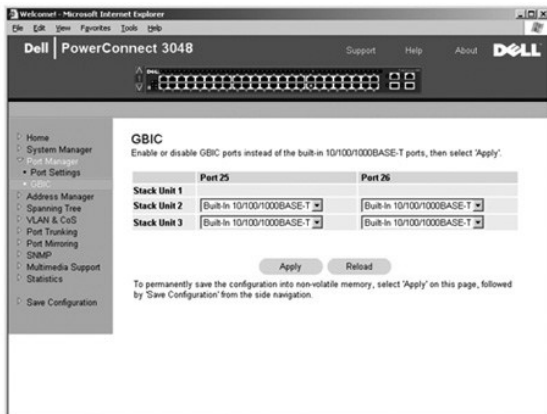 Welcome! - Microsoft Internet Explorer
File Edit View Favorites Tools Help
Dell | PowerConnect 3048
Support Help About DELL
Home
System Manager
Port Manager
Port Settings
GBIC
Address Manager
Spanning Tree
VLAN & CoS
Port Trunking
Port Mirroring
SNMP
Multimedia Support
Statistics
Save Configuration
GBIC
Enable or disable GBIC ports instead of the built-in 10/100/1000BASE-T ports, then select 'Apply'.
Port 25 Port 26
Stack Unit 1
Stack Unit 2 Built-In 10/100/1000BASE-T Built-In 10/100/1000BASE-T
Stack Unit 3 Built-In 10/100/1000BASE-T Built-In 10/100/1000BASE-T
Apply Reload
To permanently save the configuration into non-volatile memory, select 'Apply' on this page, followed
by 'Save Configuration' from the side navigation.